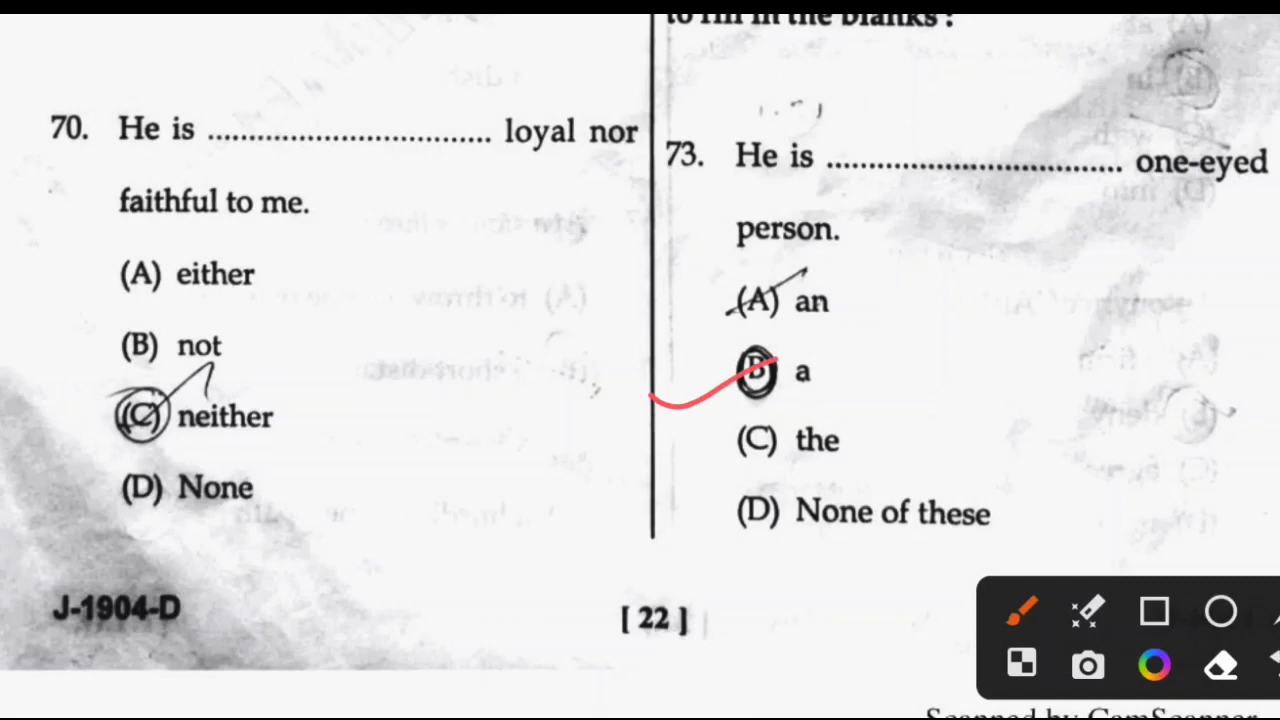 to fill in the blanks :
70. He is .................................. loyal nor
faithful to me.
(A) either
(B) not
(C) neither
(D) None
73. He is .................................... one-eyed
person.
(A) an
(B) a
(C) the
(D) None of these
J-1904-D
[ 22 ]
Scanned by CamScanner